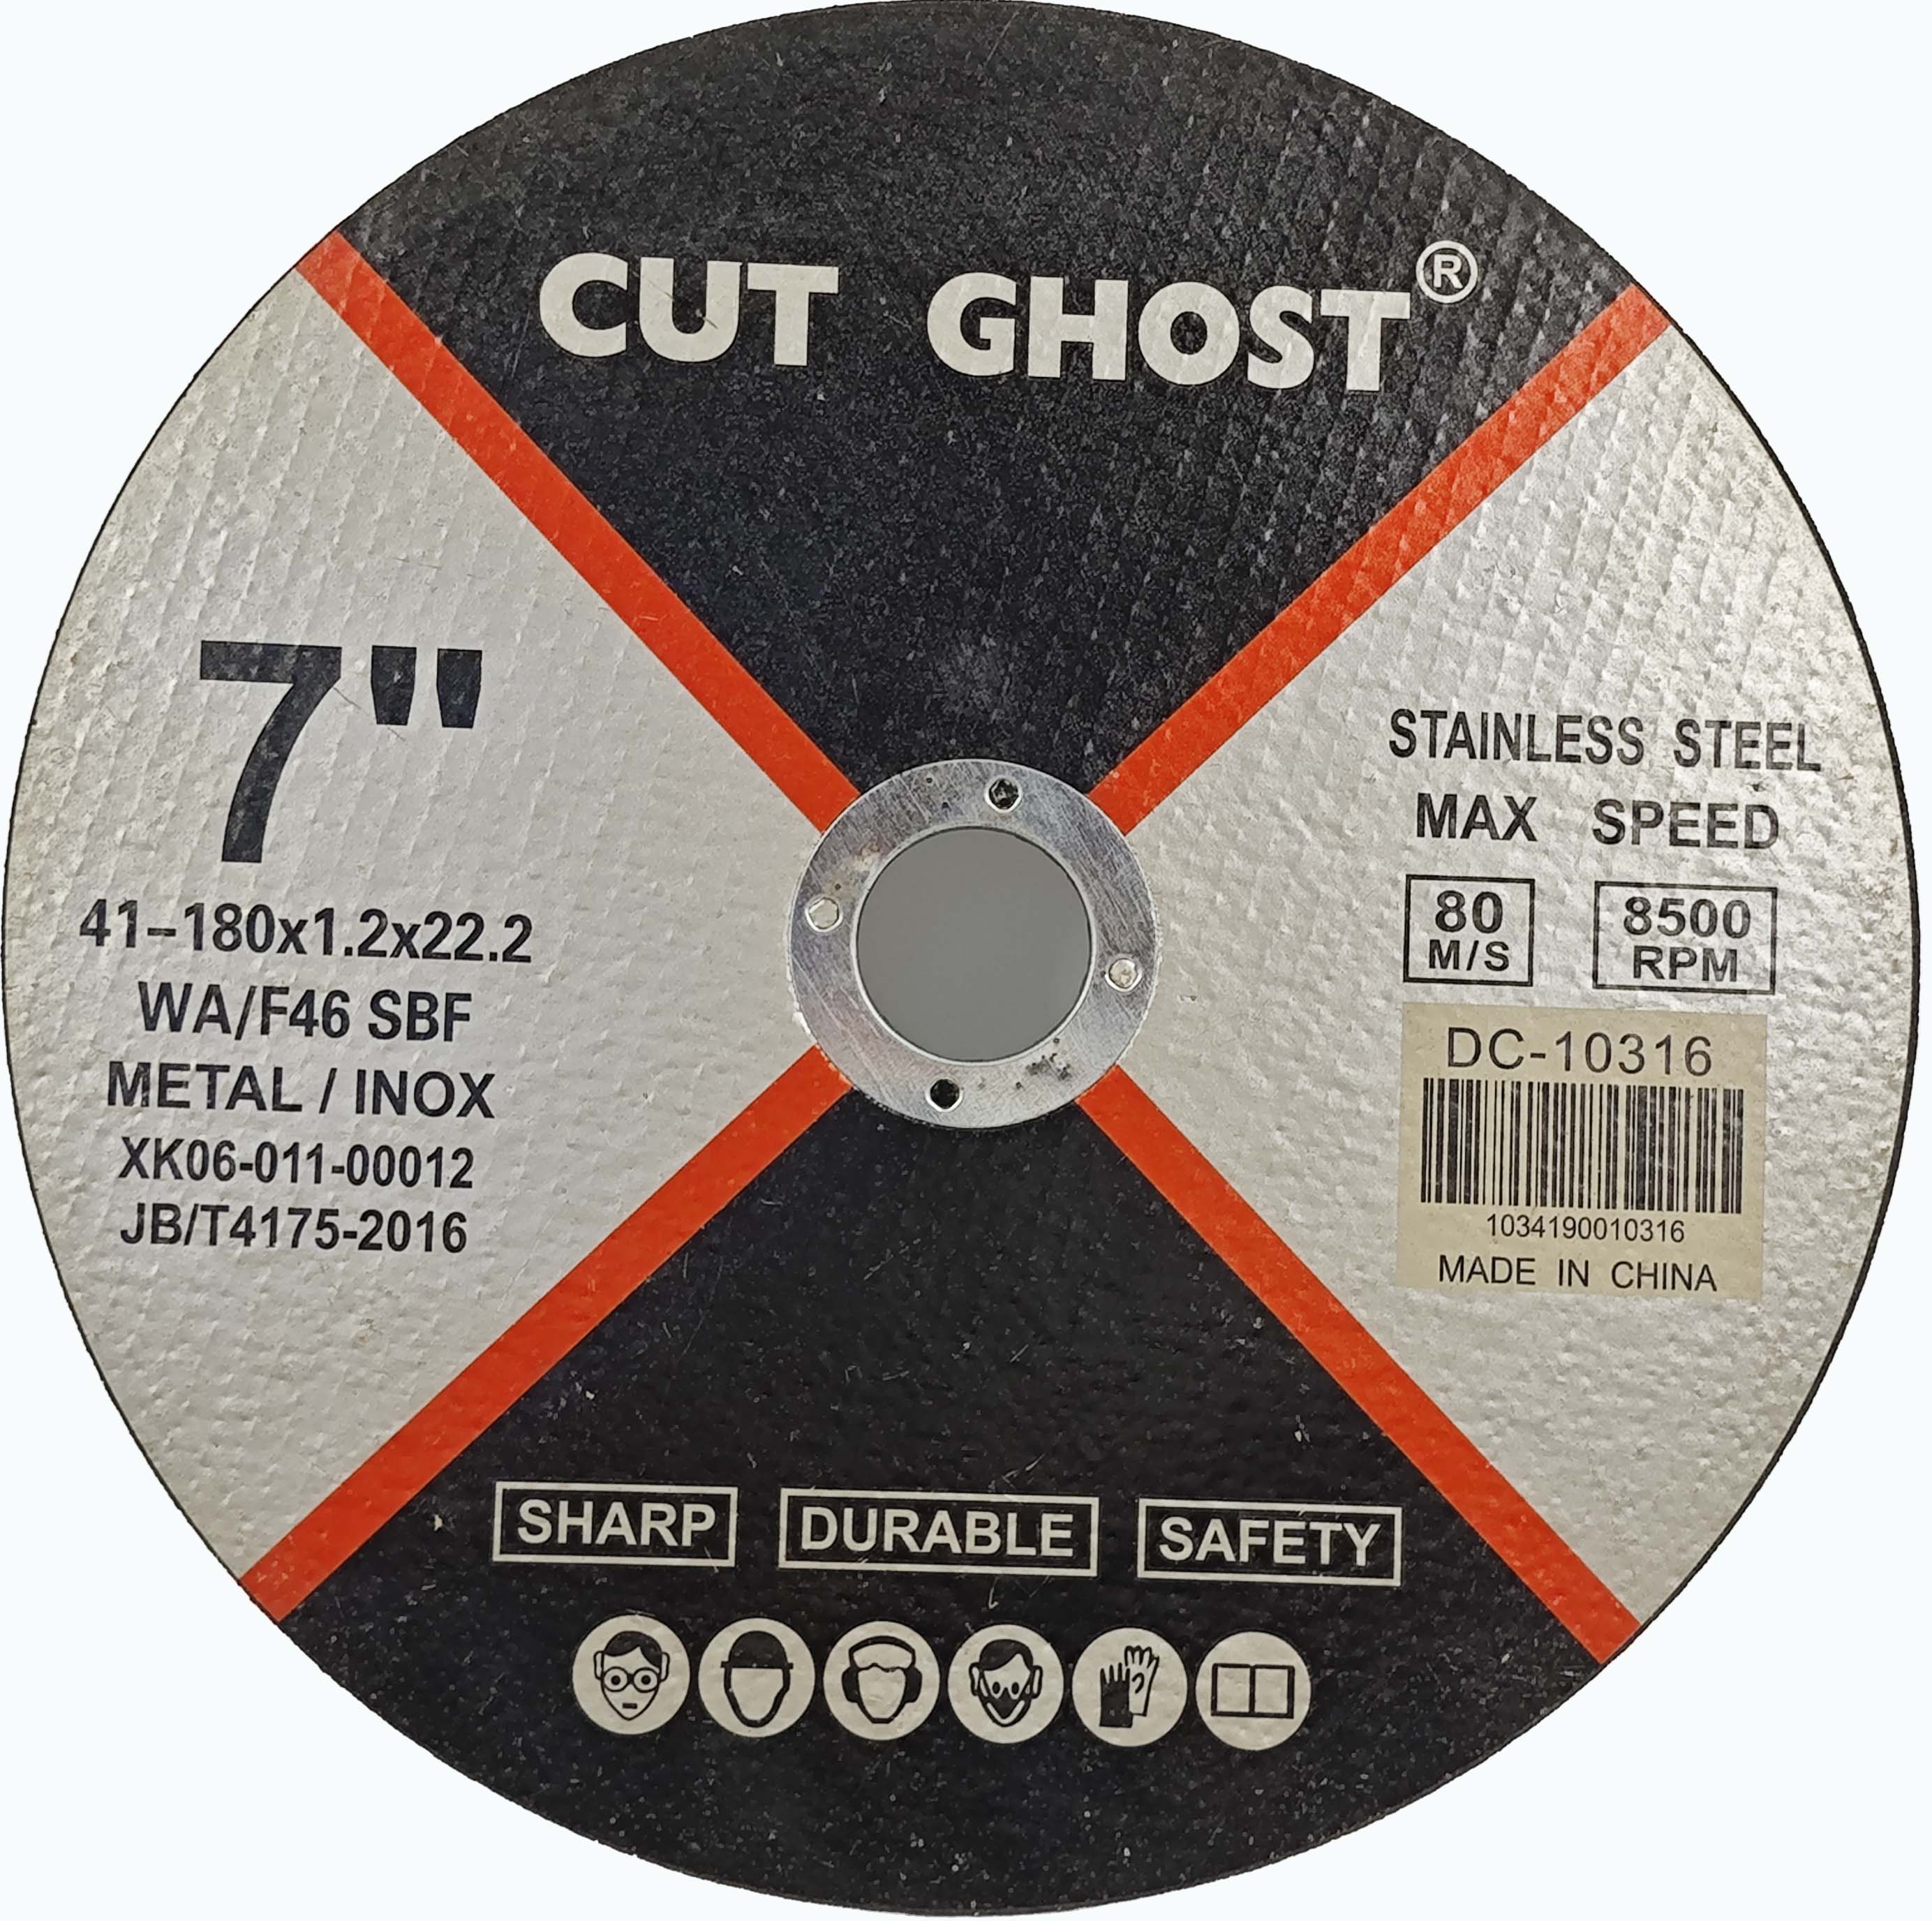 CUT GHOST®
7"
41-180x1.2x22.2
WA/F46 SBF
METAL / INOX
XK06-011-00012
JB/T4175-2016
STAINLESS STEEL
MAX SPEED
80
M/S
8500
RPM
DC-10316
1034190010316
MADE IN CHINA
SHARP
DURABLE
SAFETY